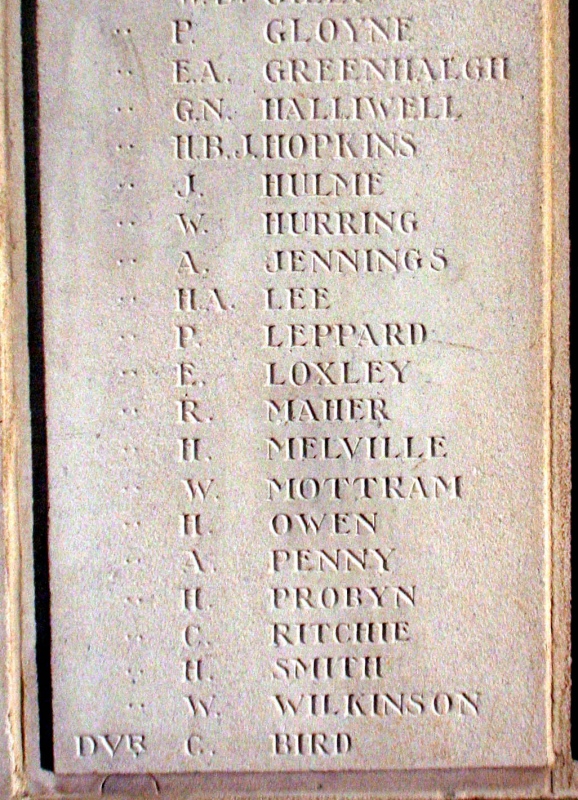 ·· P. GLOYNE
·· E.A. GREENHALGH
·· G.N. HALLIWELL
·· H.B.J. HOPKINS
·· J. HULME
·· W. HURRING
·· A. JENNINGS
·· H.A. LEE
·· P. LEPPARD
·· E. LOXLEY
·· R. MAHER
·· H. MELVILLE
·· W. MOTTRAM
·· H. OWEN
·· A. PENNY
·· H. PROBYN
·· C. RITCHIE
·· H. SMITH
·· W. WILKINSON
DVR C. BIRD